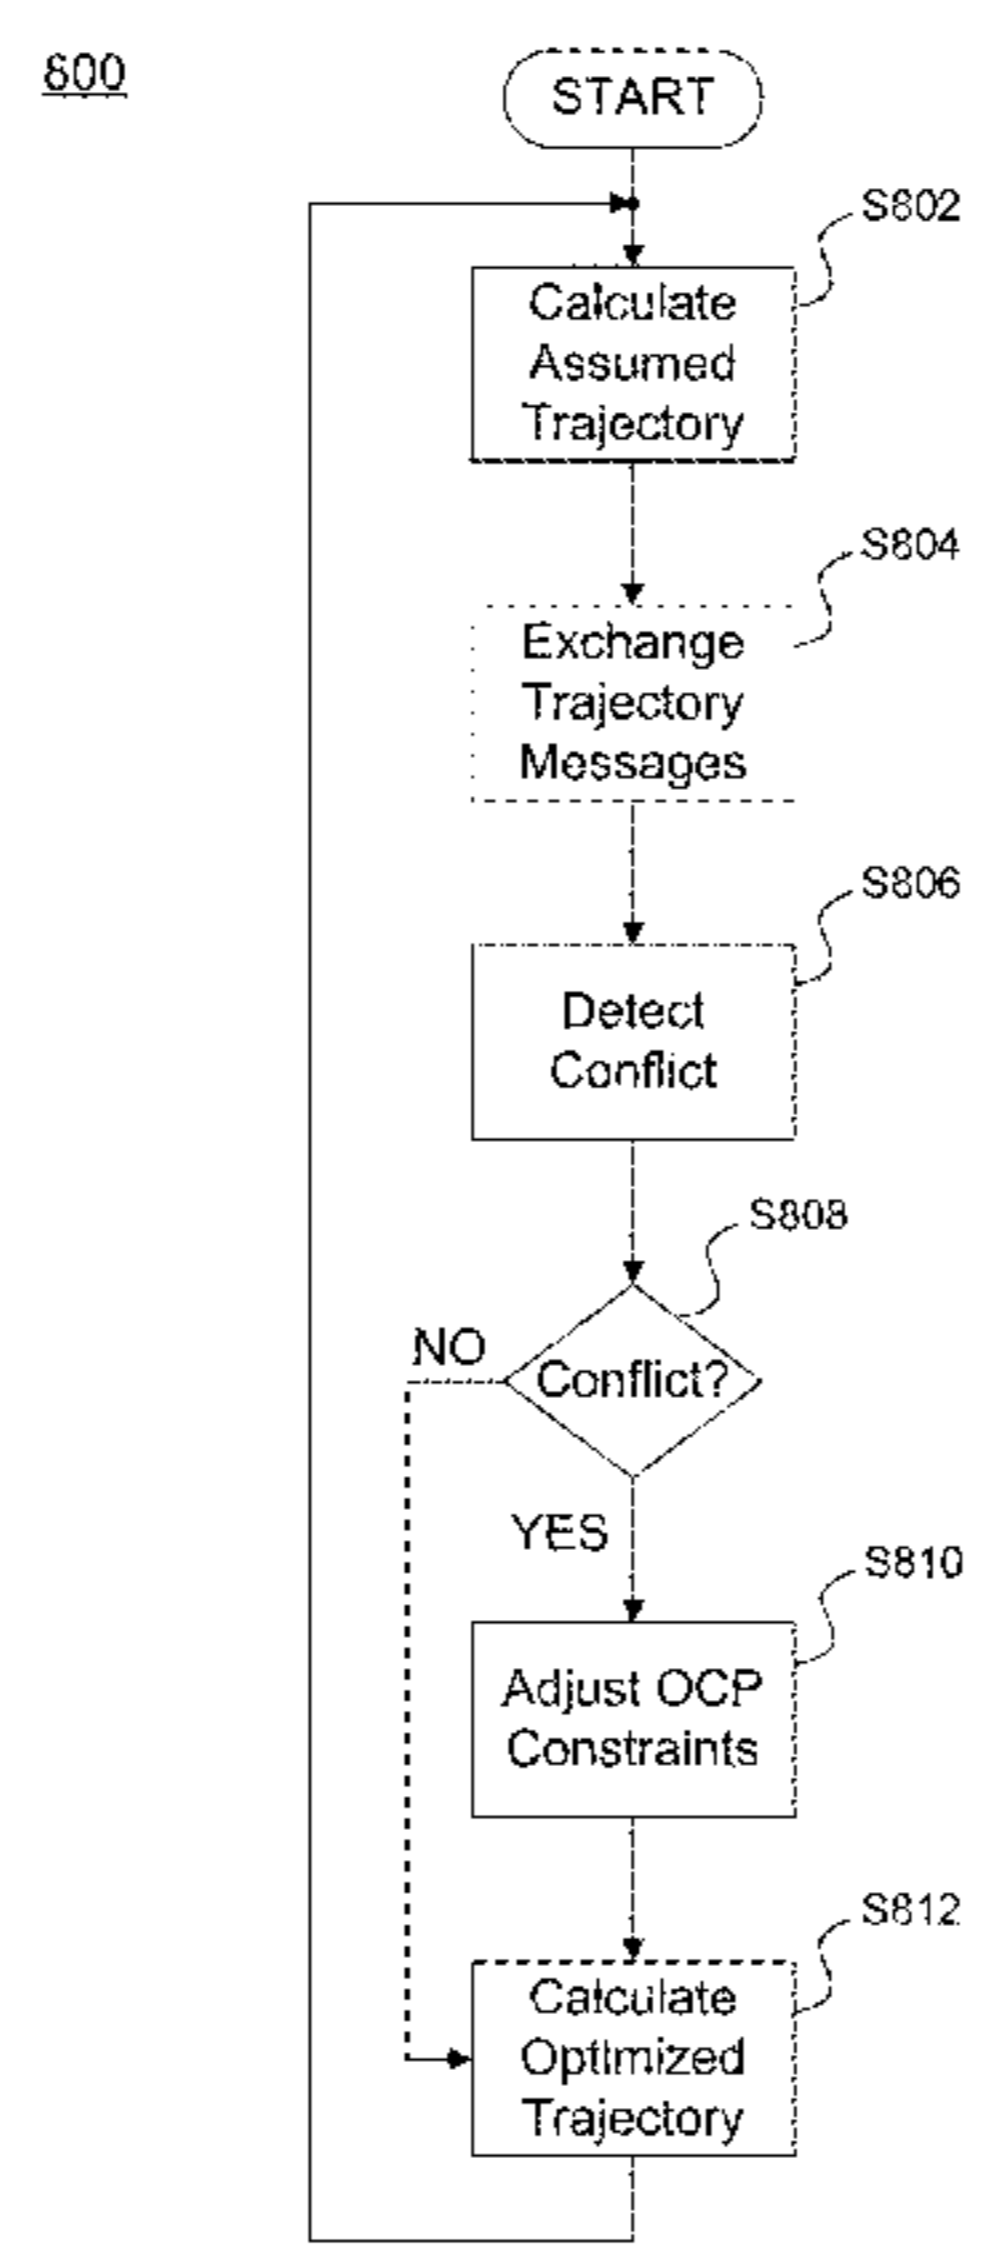 800
START
S802
Calculate
Assumed
Trajectory
S804
Exchange
Trajectory
Messages
S806
Detect
Conflict
S808
NO
Conflict?
YES
S810
Adjust OCP
Constraints
S812
Calculate
Optimized
Trajectory